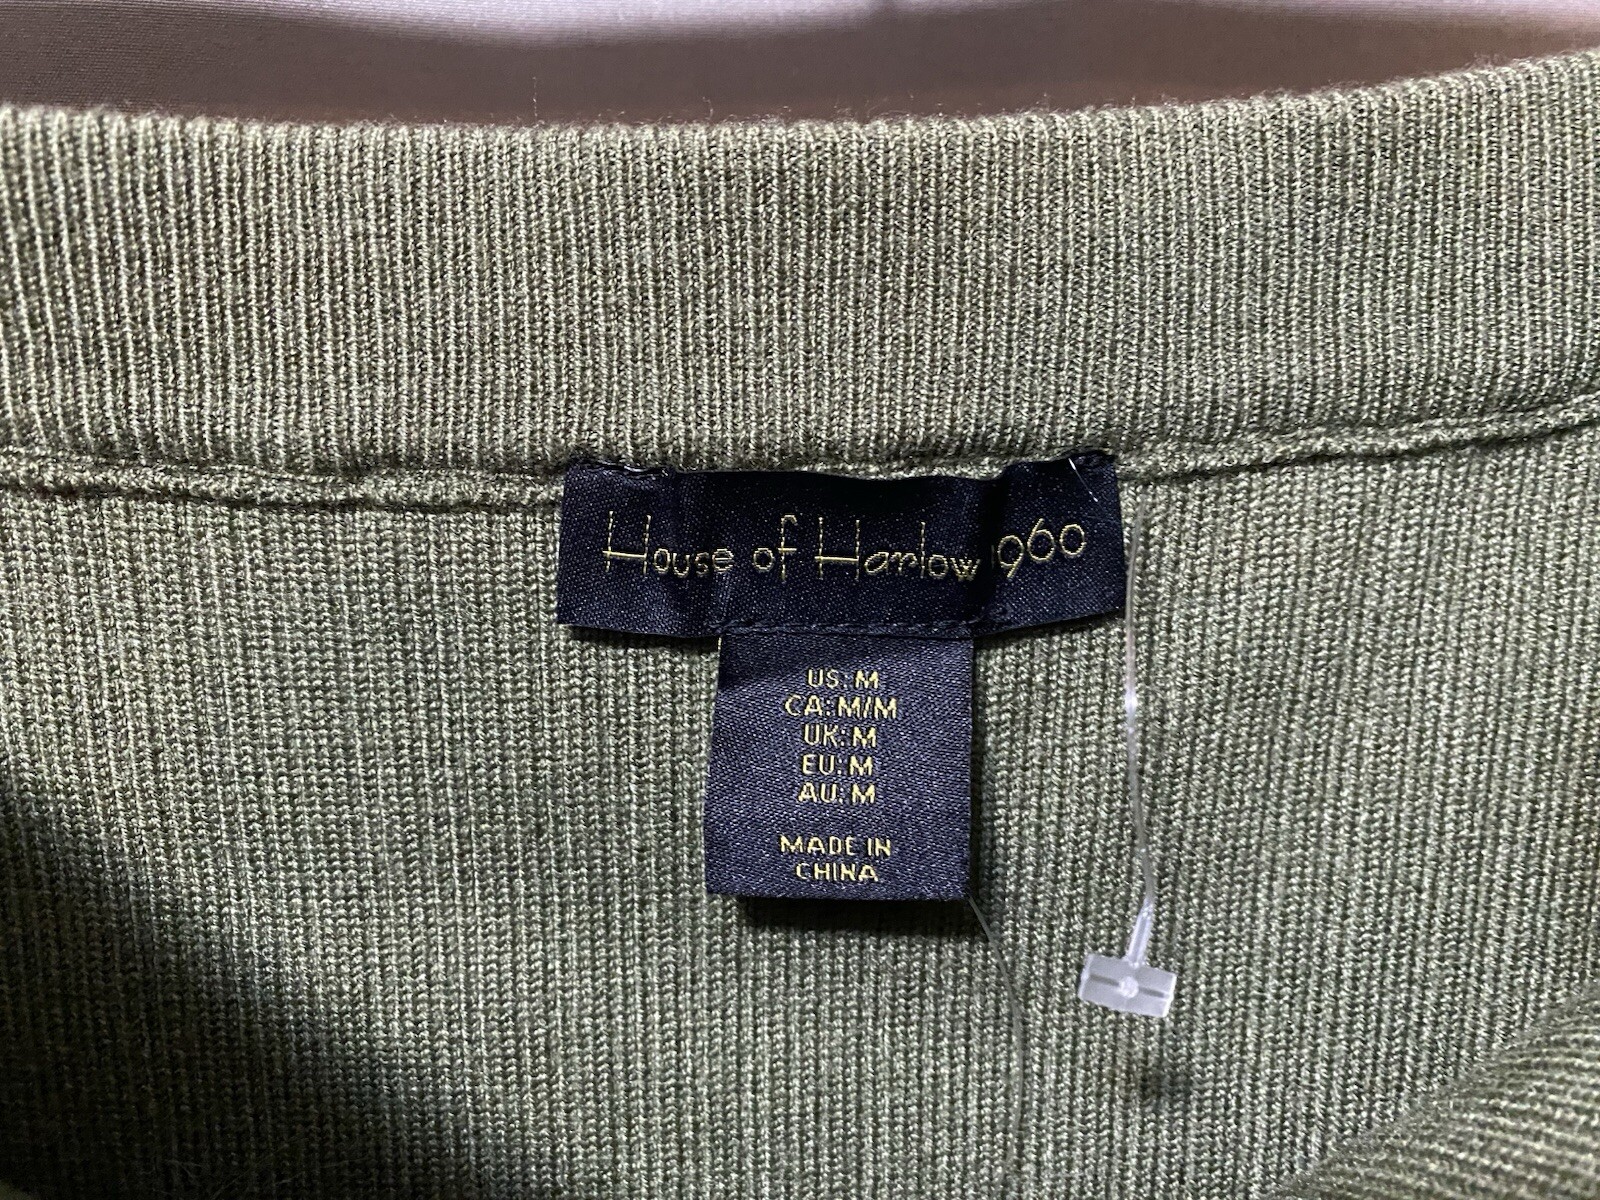 House of Harlow 1960
US: M
CA: M/M
UK: M
EU: M
AU: M
MADE IN
CHINA